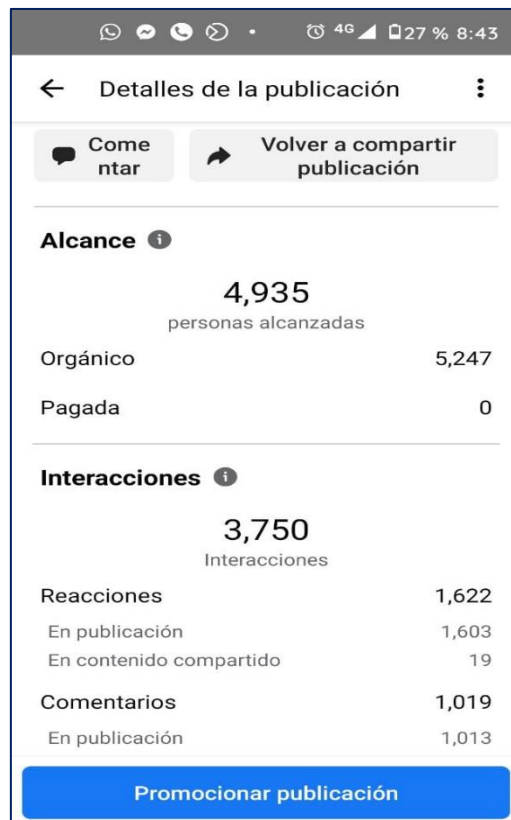 4G 27 % 8:43
Detalles de la publicación
Come
ntar
Volver a compartir
publicación
Alcance
4,935
personas alcanzadas
Orgánico 5,247
Pagada 0
Interacciones
3,750
Interacciones
Reacciones 1,622
En publicación 1,603
En contenido compartido 19
Comentarios 1,019
En publicación 1,013
Promocionar publicación